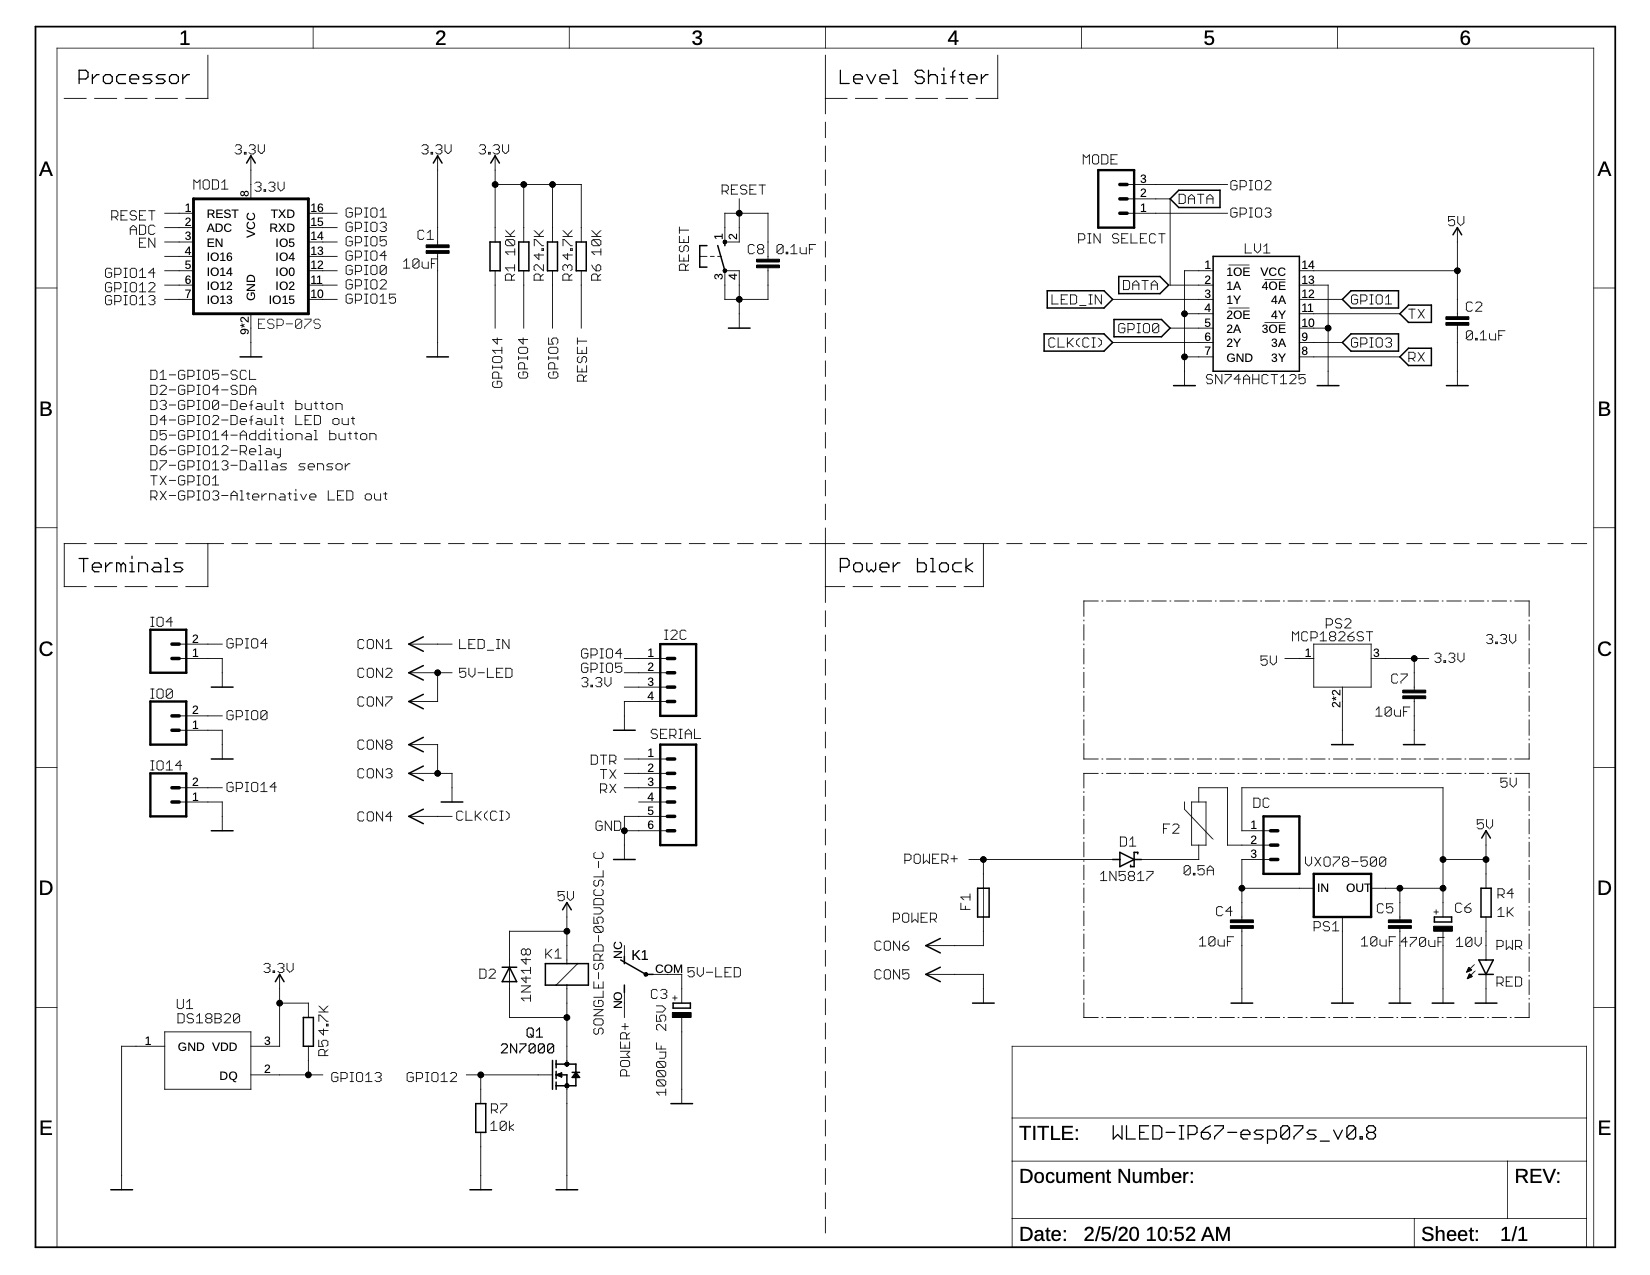 1 2 3 4 5 6
A
B
C
D
E
A
B
C
D
E
Processor
3.3V
MOD1
3.3V
8
VCC
RESET 1 REST
ADC 2 ADC
EN 3 EN
4 IO16
GPIO14 5 IO14
GPIO12 6 IO12
GPIO13 7 IO13
GND
TXD 16 GPIO1
RXD 15 GPIO3
IO5 14 GPIO5
IO4 13 GPIO4
IO0 12 GPIO0
IO2 11 GPIO2
IO15 10 GPIO15
9*2
ESP-07S
3.3V
C1
10uF
3.3V
R1 10K
R2 4.7K
R3 4.7K
R6 10K
GPIO14
GPIO4
GPIO5
RESET
RESET
RESET
1
2
3
4
C8 0.1uF
D1-GPIO5-SCL
D2-GPIO4-SDA
D3-GPIO0-Default button
D4-GPIO2-Default LED out
D5-GPIO14-Additional button
D6-GPIO12-Relay
D7-GPIO13-Dallas sensor
TX-GPIO1
RX-GPIO3-Alternative LED out
Level Shifter
MODE
3 GPIO2
2 DATA
1 GPIO3
PIN SELECT
LV1
1 1OE
DATA 2 1A
LED_IN 3 1Y
4 2OE
GPIO0 5 2A
CLK(CI) 6 2Y
7 GND
VCC 14
4OE 13
4A 12 GPIO1
4Y 11 TX
3OE 10
3A 9 GPIO3
3Y 8 RX
SN74AHCT125
5V
C2
0.1uF
Terminals
IO4
2 GPIO4
1
IO0
2 GPIO0
1
IO14
2 GPIO14
1
CON1 LED_IN
CON2 5V-LED
CON7
CON8
CON3
CON4 CLK(CI)
I2C
GPIO4 1
GPIO5 2
3.3V 3
4
SERIAL
DTR 1
TX 2
RX 3
4
5
GND 6
3.3V
U1
DS18B20
1 GND VDD 3
DQ 2 GPIO13
R5 4.7K
5V
D2
1N4148
K1
SONGLE-SRD-05VDCSL-C
NC
K1
COM 5V-LED
NO
POWER+
C3
+
1000uF 25V
Q1
2N7000
GPIO12
R7
10k
Power block
PS2
MCP1826ST
3.3V
5V 1
3 3.3V
2*2
C7
10uF
5V
DC
1
2
3
F2
0.5A
POWER+
D1
1N5817
F1
POWER
CON6
CON5
VXO78-500
IN OUT
PS1
C4
10uF
C5
10uF
+
C6
470uF 10V
5V
R4
1K
PWR
RED
TITLE: WLED-IP67-esp07s_v0.8
Document Number:
REV:
Date: 2/5/20 10:52 AM
Sheet: 1/1